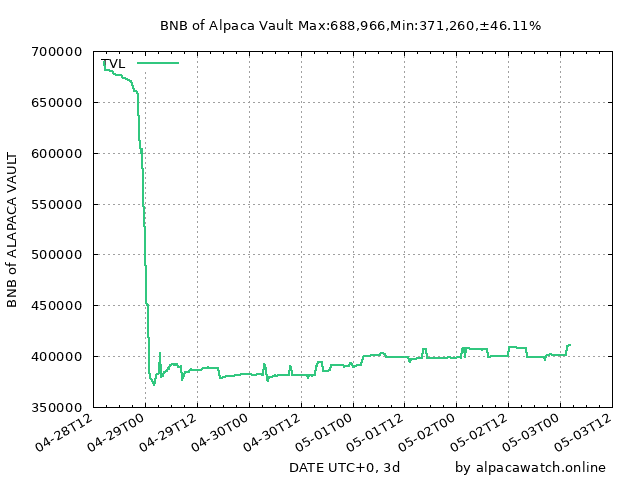 BNB of Alpaca Vault Max:688,966,Min:371,260,±46.11%
TVL
700000
650000
600000
550000
500000
450000
400000
350000
BNB of ALAPACA VAULT
04-28T12
04-29T00
04-29T12
04-30T00
04-30T12
05-01T00
05-01T12
05-02T00
05-02T12
05-03T00
05-03T12
DATE UTC+0, 3d
by alpacawatch.online